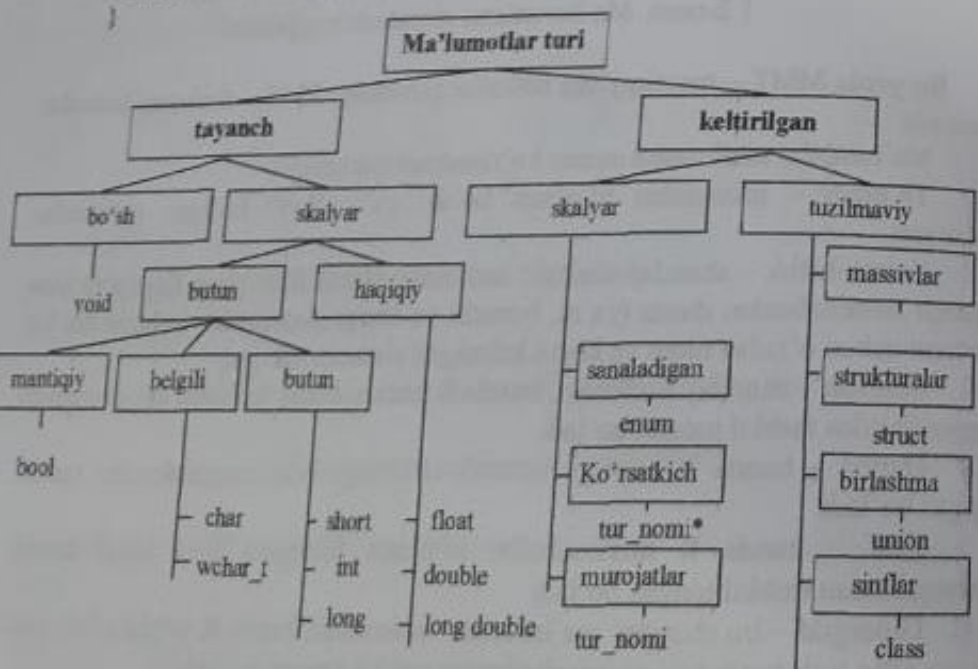 }
Ma'lumotlar turi
tayanch
keltirilgan
bo'sh
skalyar
skalyar
tuzilmaviy
void
butun
haqiqiy
massivlar
mantiqiy
belgili
butun
sanaladigan
strukturalar
bool
enum
struct
Ko'rsatkich
birlashma
char
short
float
tur_nomi*
union
wchar_t
int
double
murojatlar
sinflar
long
long double
tur_nomi
class